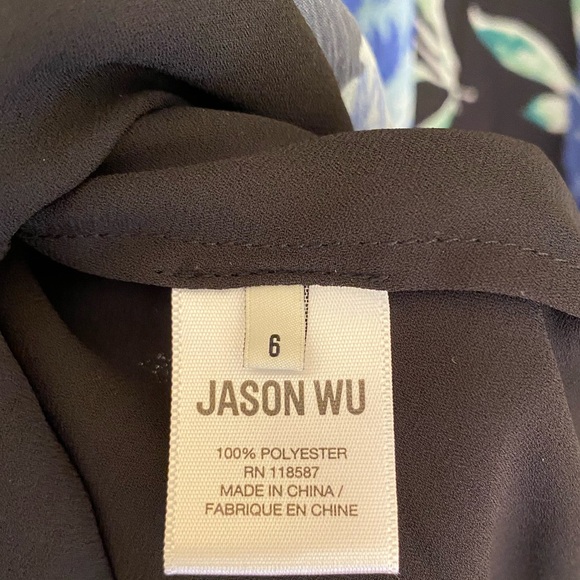 6
JASON WU
100% POLYESTER
RN 118587
MADE IN CHINA /
FABRIQUE EN CHINE